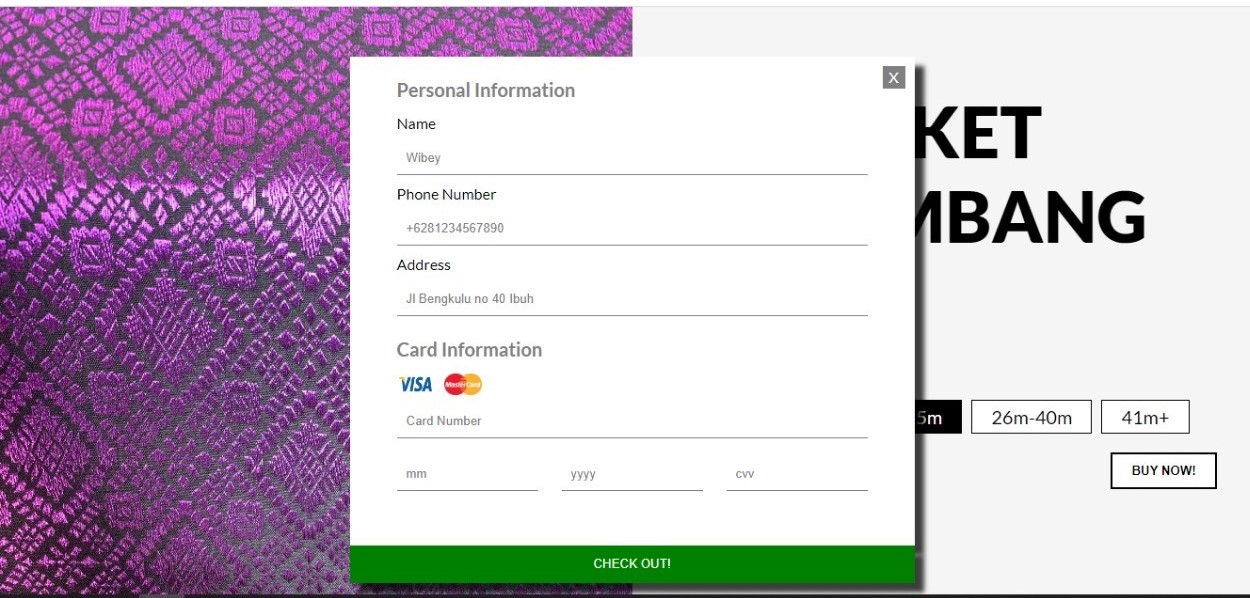 X
Personal Information
Name
Wibey
Phone Number
+6281234567890
Address
Jl Bengkulu no 40 Ibuh
Card Information
VISA MasterCard
Card Number
mm yyyy cvv
CHECK OUT!
KET
MBANG
5m 26m-40m 41m+
BUY NOW!